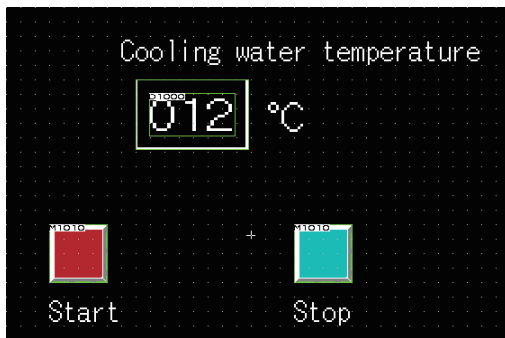 Cooling water temperature
D1000
012 °C
M1010 M1010
Start Stop